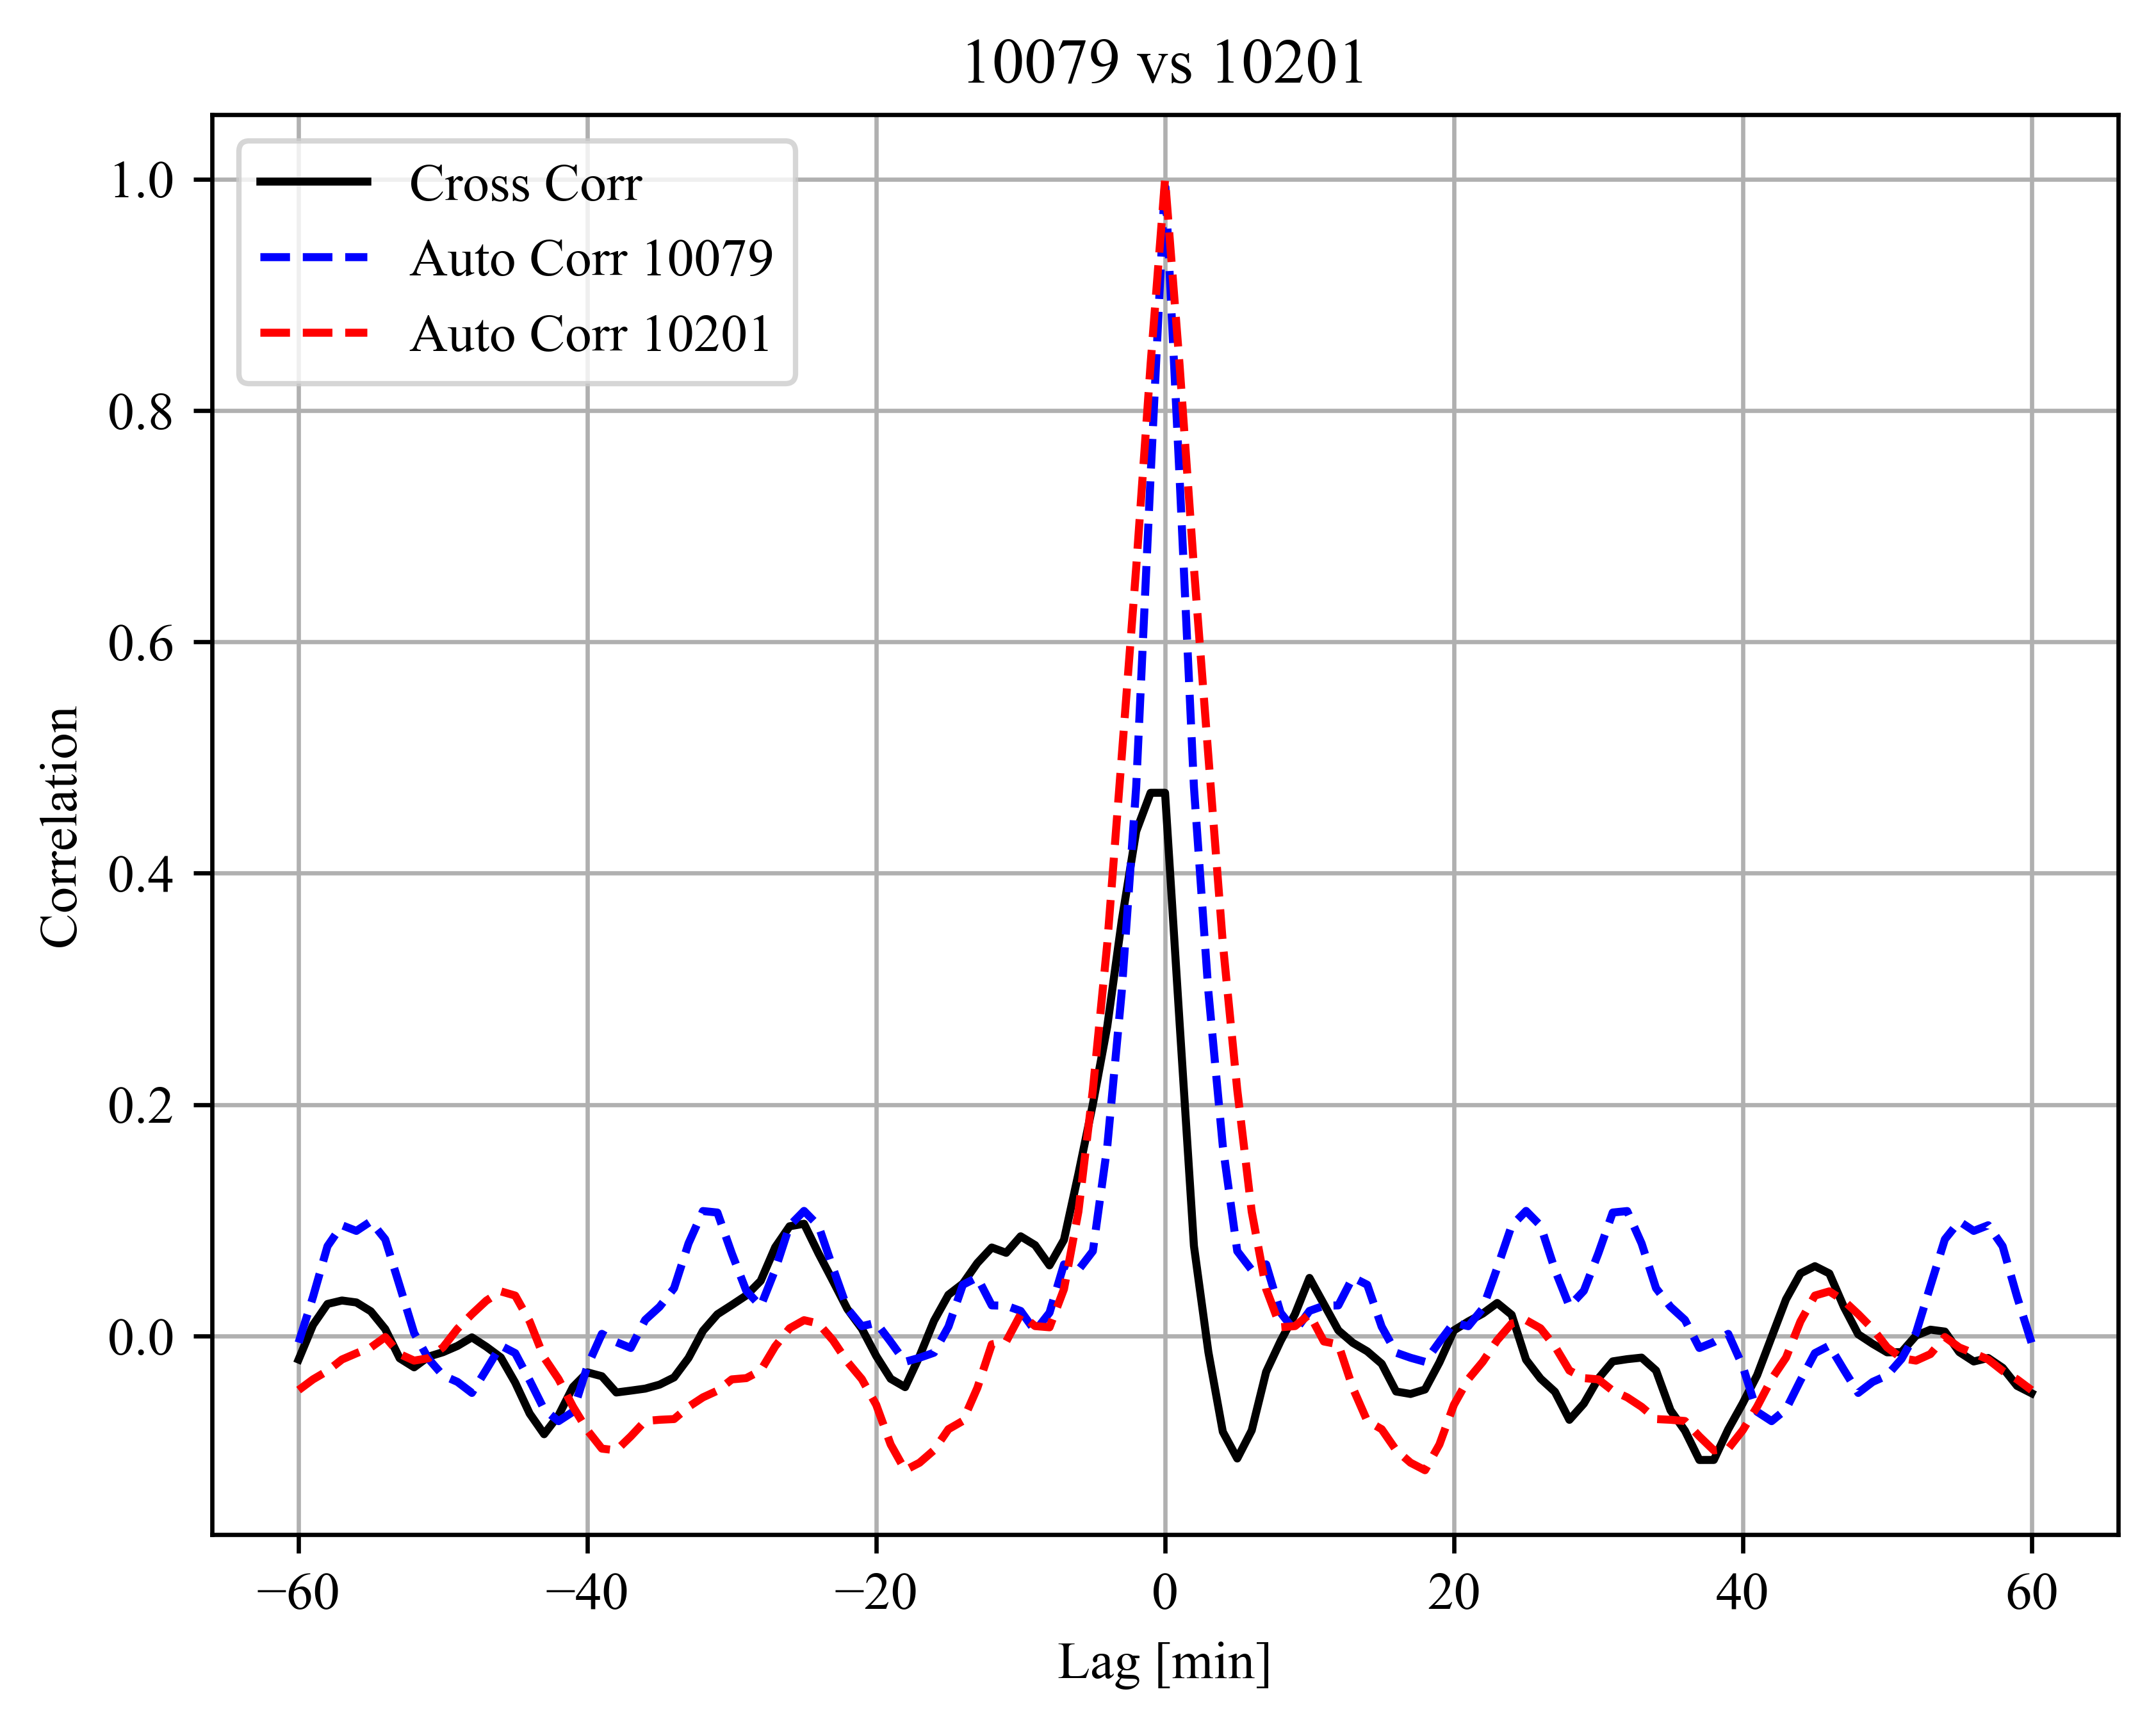 10079 vs 10201
Cross Corr
Auto Corr 10079
Auto Corr 10201
1.0
0.8
0.6
0.4
0.2
0.0
Correlation
−60
−40
−20
0
20
40
60
Lag [min]